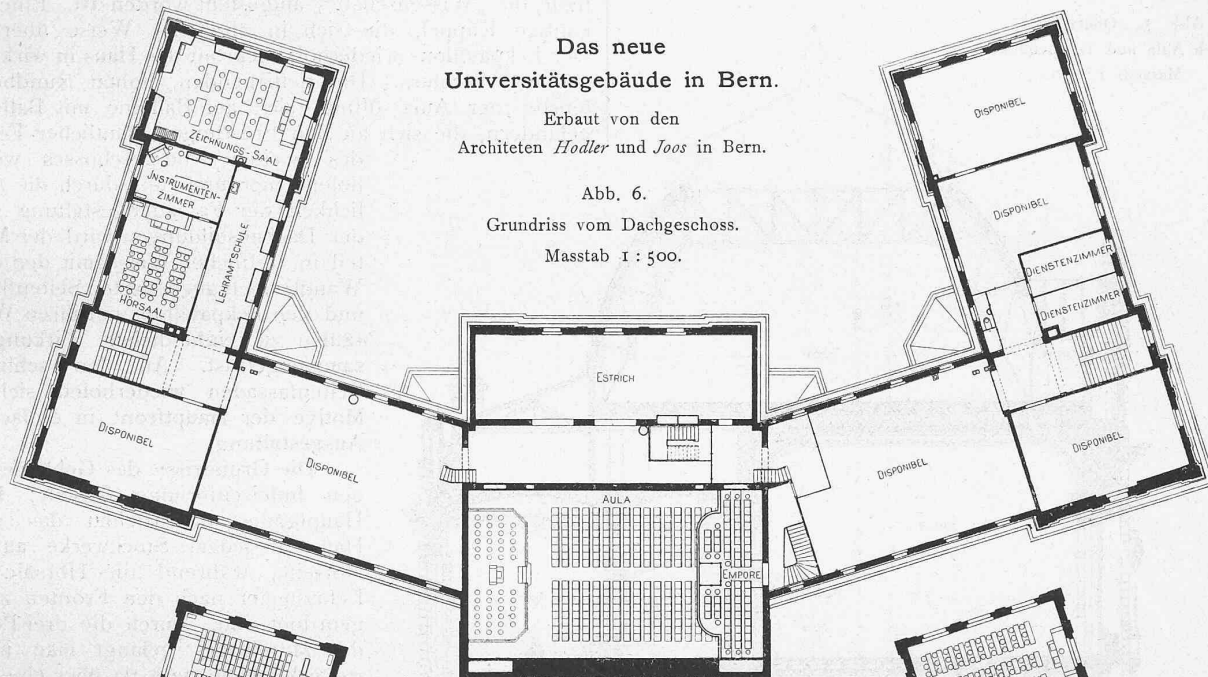 Das neue
Universitätsgebäude in Bern.
Erbaut von den
Architeten Hodler und Joos in Bern.
Abb. 6.
Grundriss vom Dachgeschoss.
Masstab 1 : 500.
ZEICHNUNGS-SAAL
JNSTRUMENTEN-
ZIMMER
LEHRAMTSCHULE
HÖRSAAL
DISPONIBEL
DISPONIBEL
ESTRICH
AULA
EMPORE
DISPONIBEL
DISPONIBEL
DIENSTENZIMMER
DIENSTENZIMMER
DISPONIBEL
DISPONIBEL